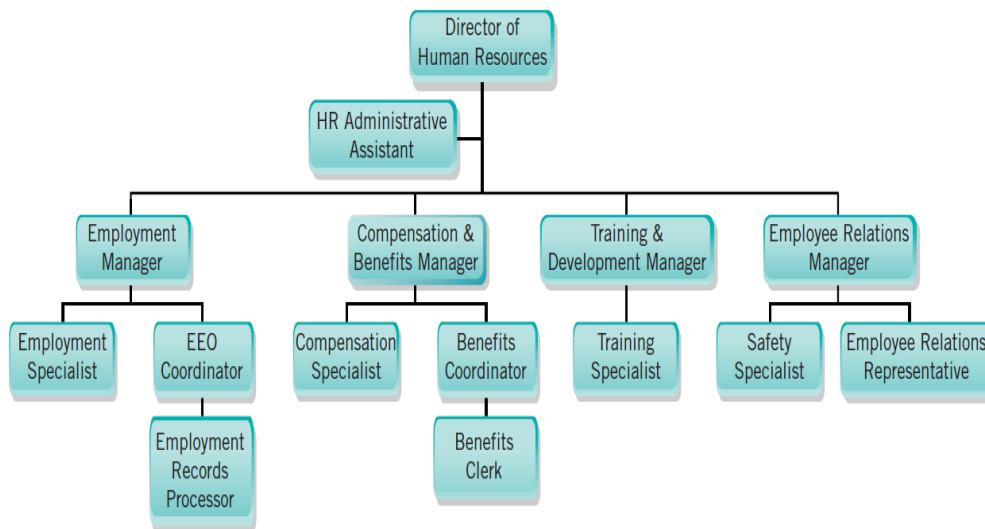 Director of
Human Resources
HR Administrative
Assistant
Employment
Manager
Compensation &
Benefits Manager
Training &
Development Manager
Employee Relations
Manager
Employment
Specialist
EEO
Coordinator
Compensation
Specialist
Benefits
Coordinator
Training
Specialist
Safety
Specialist
Employee Relations
Representative
Employment
Records
Processor
Benefits
Clerk